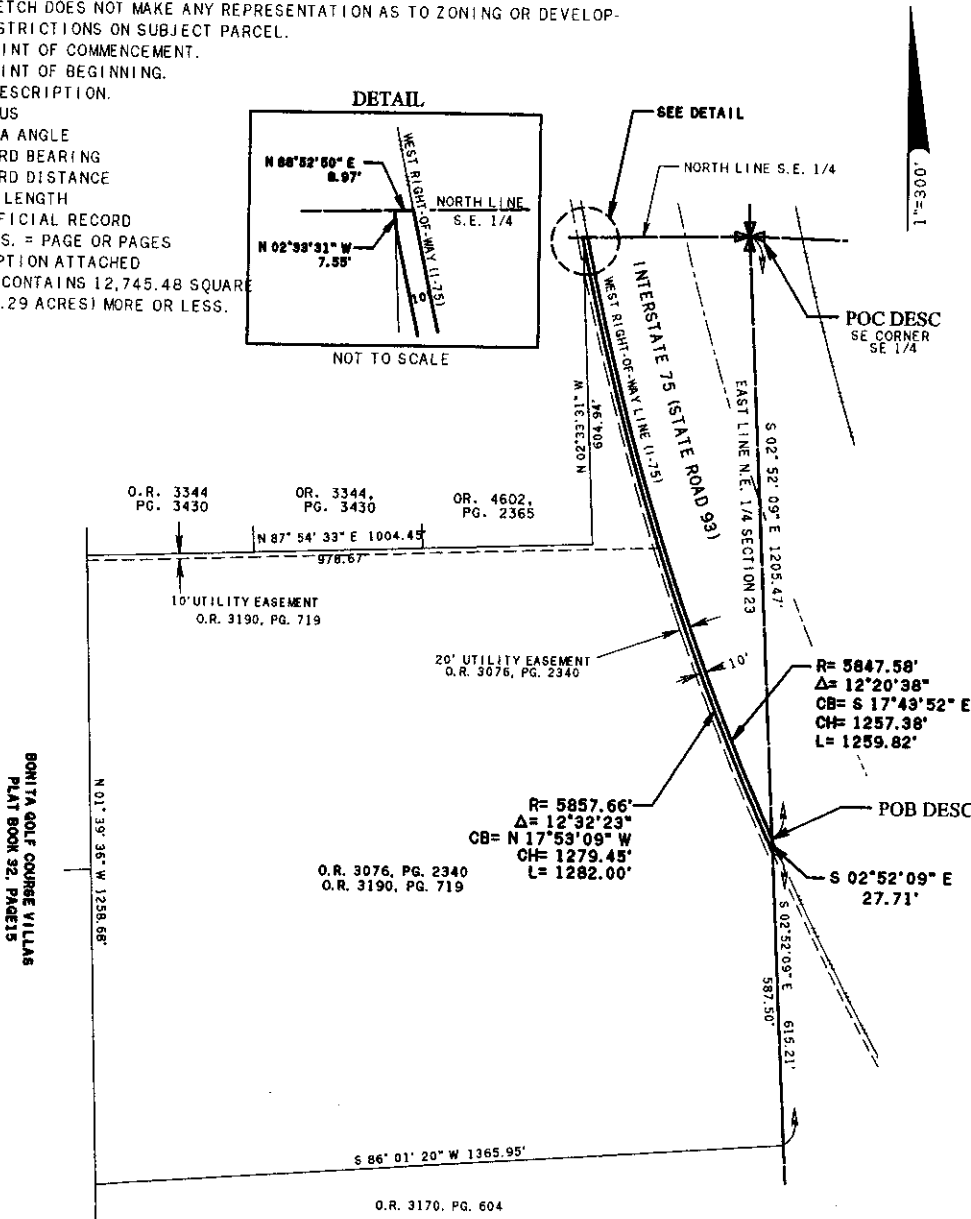 ETCH DOES NOT MAKE ANY REPRESENTATION AS TO ZONING OR DEVELOP-
STRICTIONS ON SUBJECT PARCEL.
INT OF COMMENCEMENT.
INT OF BEGINNING.
ESCRIPTION.
US
A ANGLE
RD BEARING
RD DISTANCE
LENGTH
FICIAL RECORD
S. = PAGE OR PAGES
PTION ATTACHED
CONTAINS 12,745.48 SQUARE
.29 ACRES) MORE OR LESS.
DETAIL
N 88°52'50" E
8.97'
WEST RIGHT-OF-WAY (I-75)
NORTH LINE
S.E. 1/4
N 02°33'31" W
7.55'
10'
NOT TO SCALE
SEE DETAIL
NORTH LINE S.E. 1/4
1"=300'
POC DESC
SE CORNER
SE 1/4
INTERSTATE 75 (STATE ROAD 93)
WEST RIGHT-OF-WAY LINE (I-75)
N 02°33'31" W
604.94'
EAST LINE N.E. 1/4 SECTION 23
S 02° 52' 09" E 1205.47'
O.R. 3344
PG. 3430
OR. 3344,
PG. 3430
OR. 4602,
PG. 2365
N 87° 54' 33" E 1004.45'
978.67'
10' UTILITY EASEMENT
O.R. 3190, PG. 719
20' UTILITY EASEMENT
O.R. 3076, PG. 2340
10'
R= 5847.58'
Δ= 12°20'38"
CB= S 17°43'52" E
CH= 1257.38'
L= 1259.82'
R= 5857.66'
Δ= 12°32'23"
CB= N 17°53'09" W
CH= 1279.45'
L= 1282.00'
POB DESC
S 02°52'09" E
27.71'
O.R. 3076, PG. 2340
O.R. 3190, PG. 719
BONITA GOLF COURSE VILLAS
PLAT BOOK 32, PAGE15
N 01° 39' 36" W 1258.68'
S 02°52'09" E 615.21'
587.50'
S 86° 01' 20" W 1365.95'
O.R. 3170, PG. 604